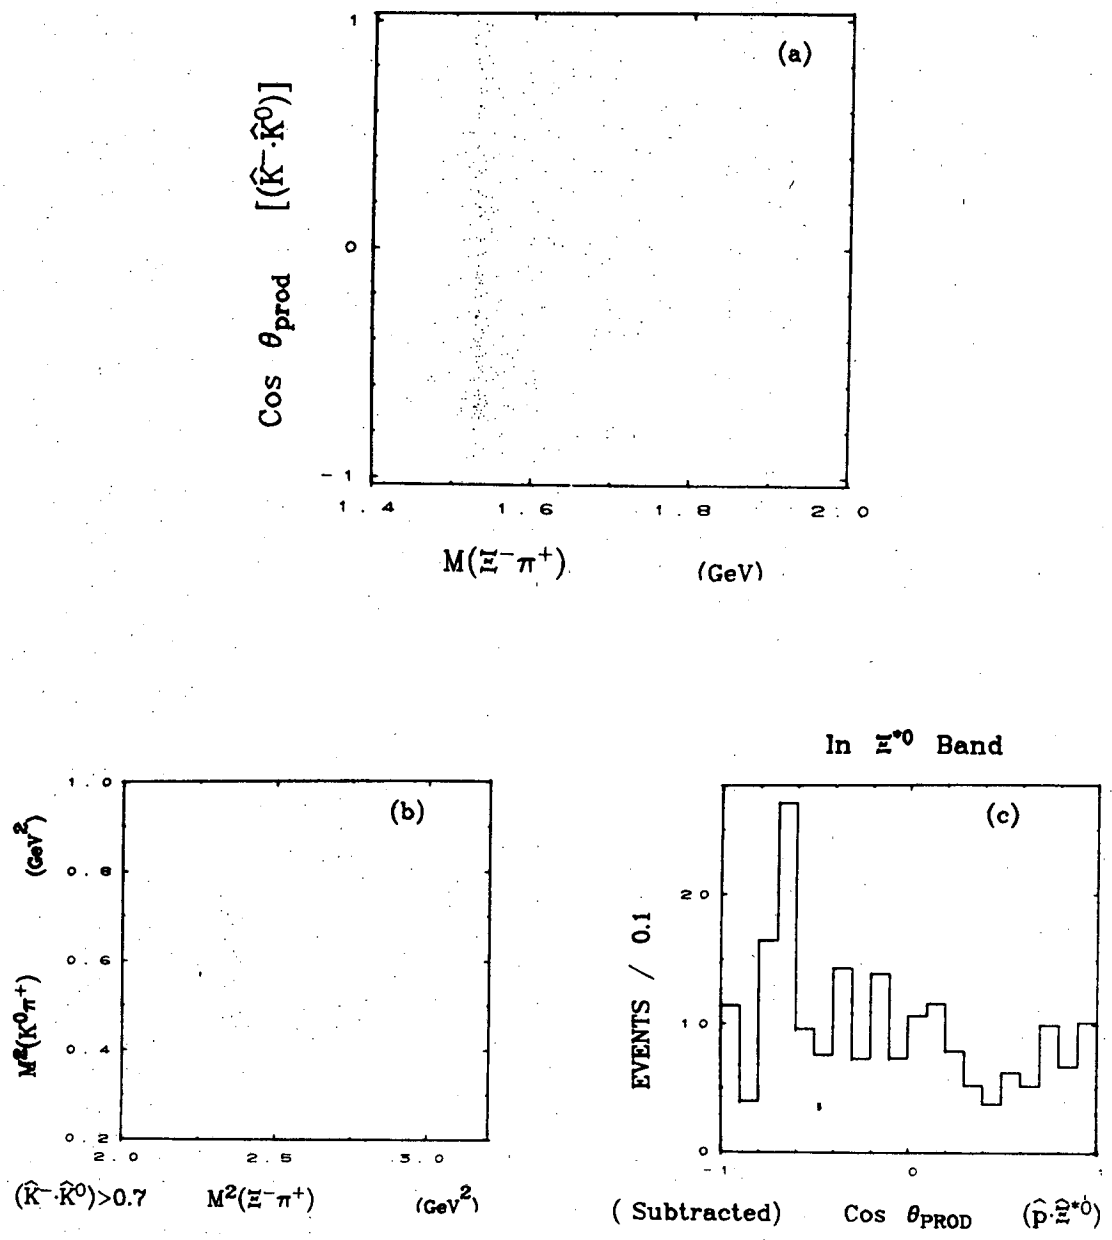 (a)
Cos θprod [(K̂⁻·K̂⁰)]
1
0
-1
1.4 1.6 1.8 2.0
M(Ξ⁻π⁺) (GeV)
(b)
M²(K⁰π⁺) (GeV²)
1.0
0.8
0.6
0.4
0.2
2.0 2.5 3.0
(K̂⁻·K̂⁰)>0.7 M²(Ξ⁻π⁺) (GeV²)
In Ξ*⁰ Band
(c)
EVENTS / 0.1
20
10
0
-1 0 1
(Subtracted) Cos θPROD (p̂·Ξ̂*⁰)